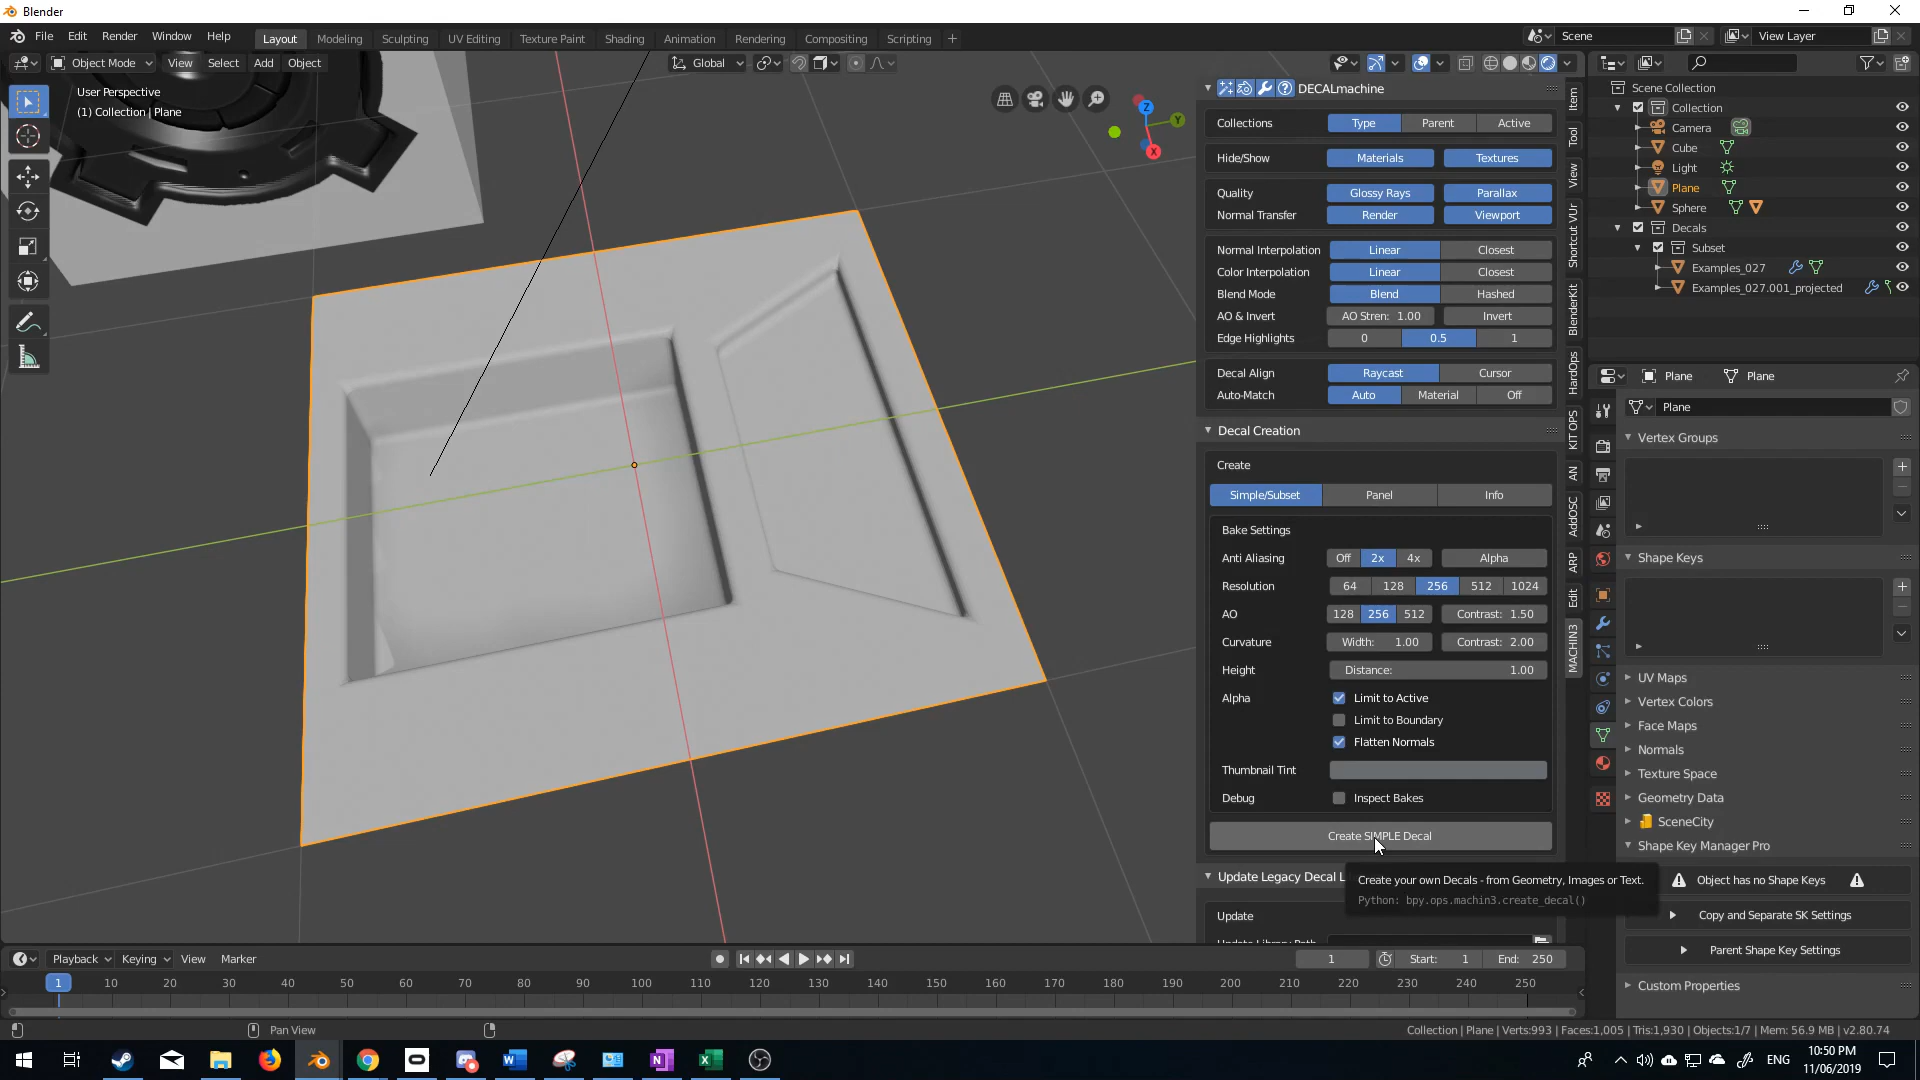 Blender
File Edit Render Window Help
Layout Modeling Sculpting UV Editing Texture Paint Shading Animation Rendering Compositing Scripting +
Scene
View Layer
Object Mode View Select Add Object
Global
User Perspective
(1) Collection | Plane
Z
Y
X
DECALmachine
Collections Type Parent Active
Hide/Show Materials Textures
Quality Glossy Rays Parallax
Normal Transfer Render Viewport
Normal Interpolation Linear Closest
Color Interpolation Linear Closest
Blend Mode Blend Hashed
AO & Invert AO Stren: 1.00 Invert
Edge Highlights 0 0.5 1
Decal Align Raycast Cursor
Auto-Match Auto Material Off
Decal Creation
Create
Simple/Subset Panel Info
Bake Settings
Anti Aliasing Off 2x 4x Alpha
Resolution 64 128 256 512 1024
AO 128 256 512 Contrast: 1.50
Curvature Width: 1.00 Contrast: 2.00
Height Distance: 1.00
Alpha Limit to Active
Limit to Boundary
Flatten Normals
Thumbnail Tint
Debug Inspect Bakes
Create SIMPLE Decal
Update Legacy Decal L
Create your own Decals - from Geometry, Images or Text.
Python: bpy.ops.machin3.create_decal()
Update
Update Library Path
Item
Tool
View
Shortcut VUr
BlenderKit
HardOps
KIT OPS
AN
AddOSC
ARP
Edit
MACHIN3
Scene Collection
Collection
Camera
Cube
Light
Plane
Sphere
Decals
Subset
Examples_027
Examples_027.001_projected
Plane Plane
Plane
Vertex Groups
Shape Keys
UV Maps
Vertex Colors
Face Maps
Normals
Texture Space
Geometry Data
SceneCity
Shape Key Manager Pro
Object has no Shape Keys
Copy and Separate SK Settings
Parent Shape Key Settings
Custom Properties
Playback Keying View Marker
1 Start: 1 End: 250
1 10 20 30 40 50 60 70 80 90 100 110 120 130 140 150 160 170 180 190 200 210 220 230 240 250
Pan View
Collection | Plane | Verts:993 | Faces:1,005 | Tris:1,930 | Objects:1/7 | Mem: 56.9 MB | v2.80.74
ENG
10:50 PM
11/06/2019